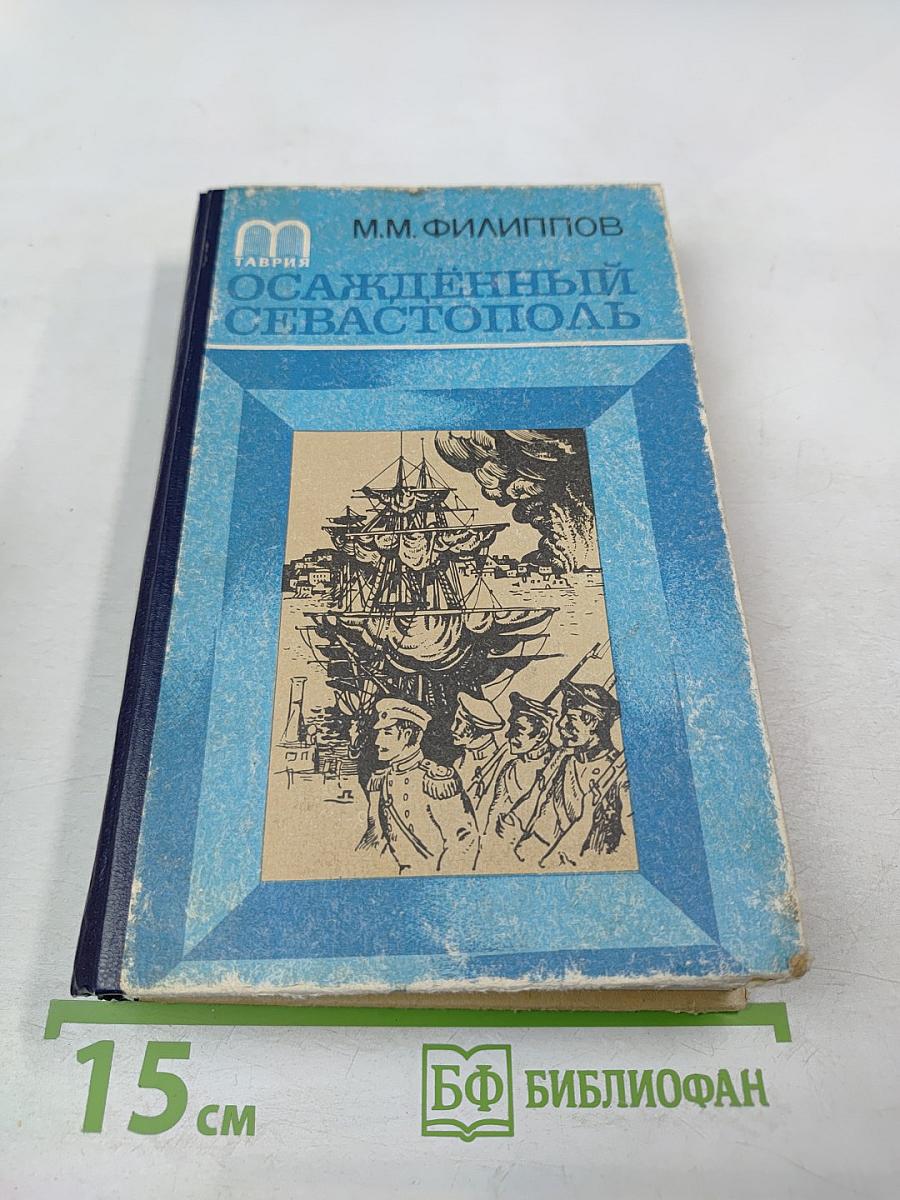 М.М. ФИЛИППОВ
ТАВРИЯ
ОСАЖДЁННЫЙ
СЕВАСТОПОЛЬ
15 см
БФ БИБЛИОФАН